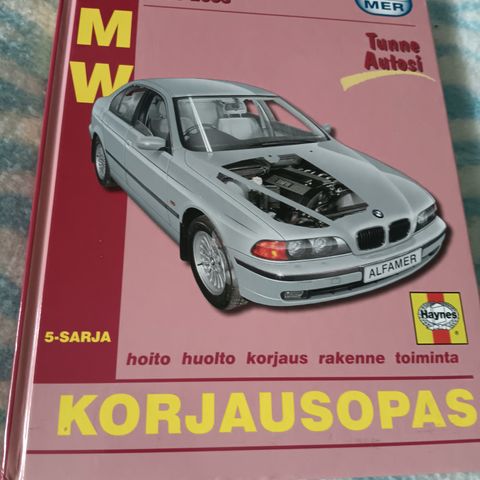 MER
Tunne
Autosi
M
W
ALFAMER
Haynes
5-SARJA
hoito huolto korjaus rakenne toiminta
KORJAUSOPAS